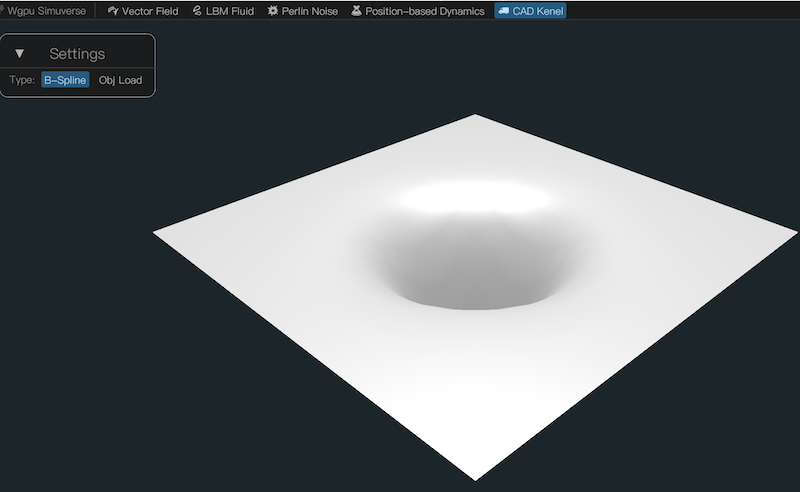 Wgpu Simuverse Vector Field LBM Fluid Perlin Noise Position-based Dynamics CAD Kenel
▼ Settings
Type: B-Spline Obj Load